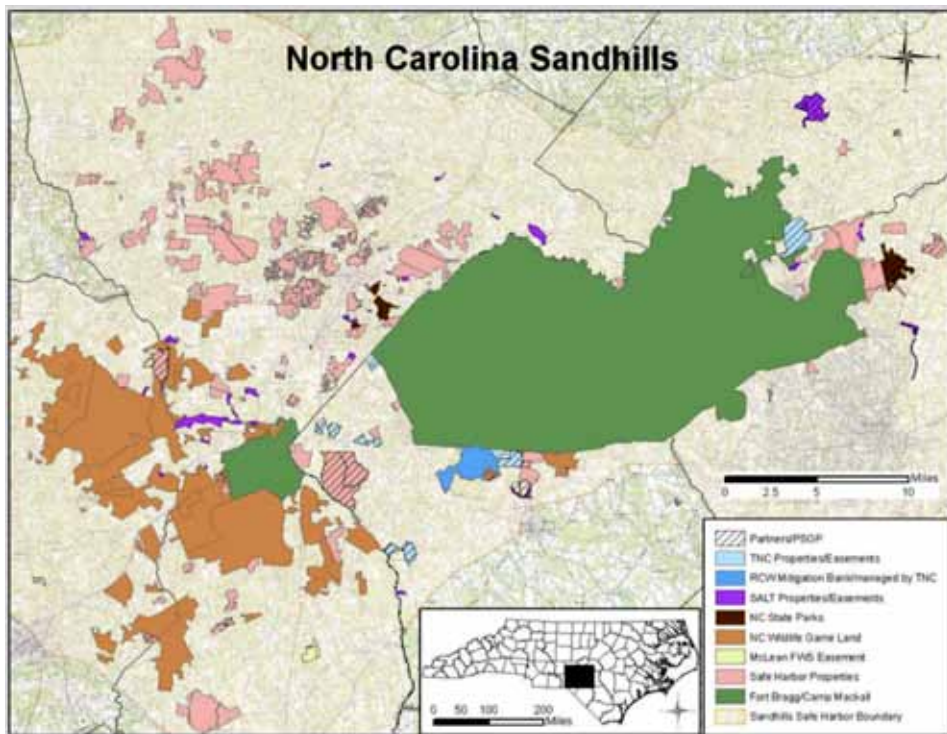 North Carolina Sandhills
Miles
0 2.5 5 10
Partners/PSGP
TNC Properties/Easements
RCW Mitigation Bank/managed by TNC
SALT Properties/Easements
NC State Parks
NC Wildlife Game Land
McLean FWS Easement
Safe Harbor Properties
Fort Bragg/Camp Mackall
Sandhills Safe Harbor Boundary
0 50 100 200
Miles